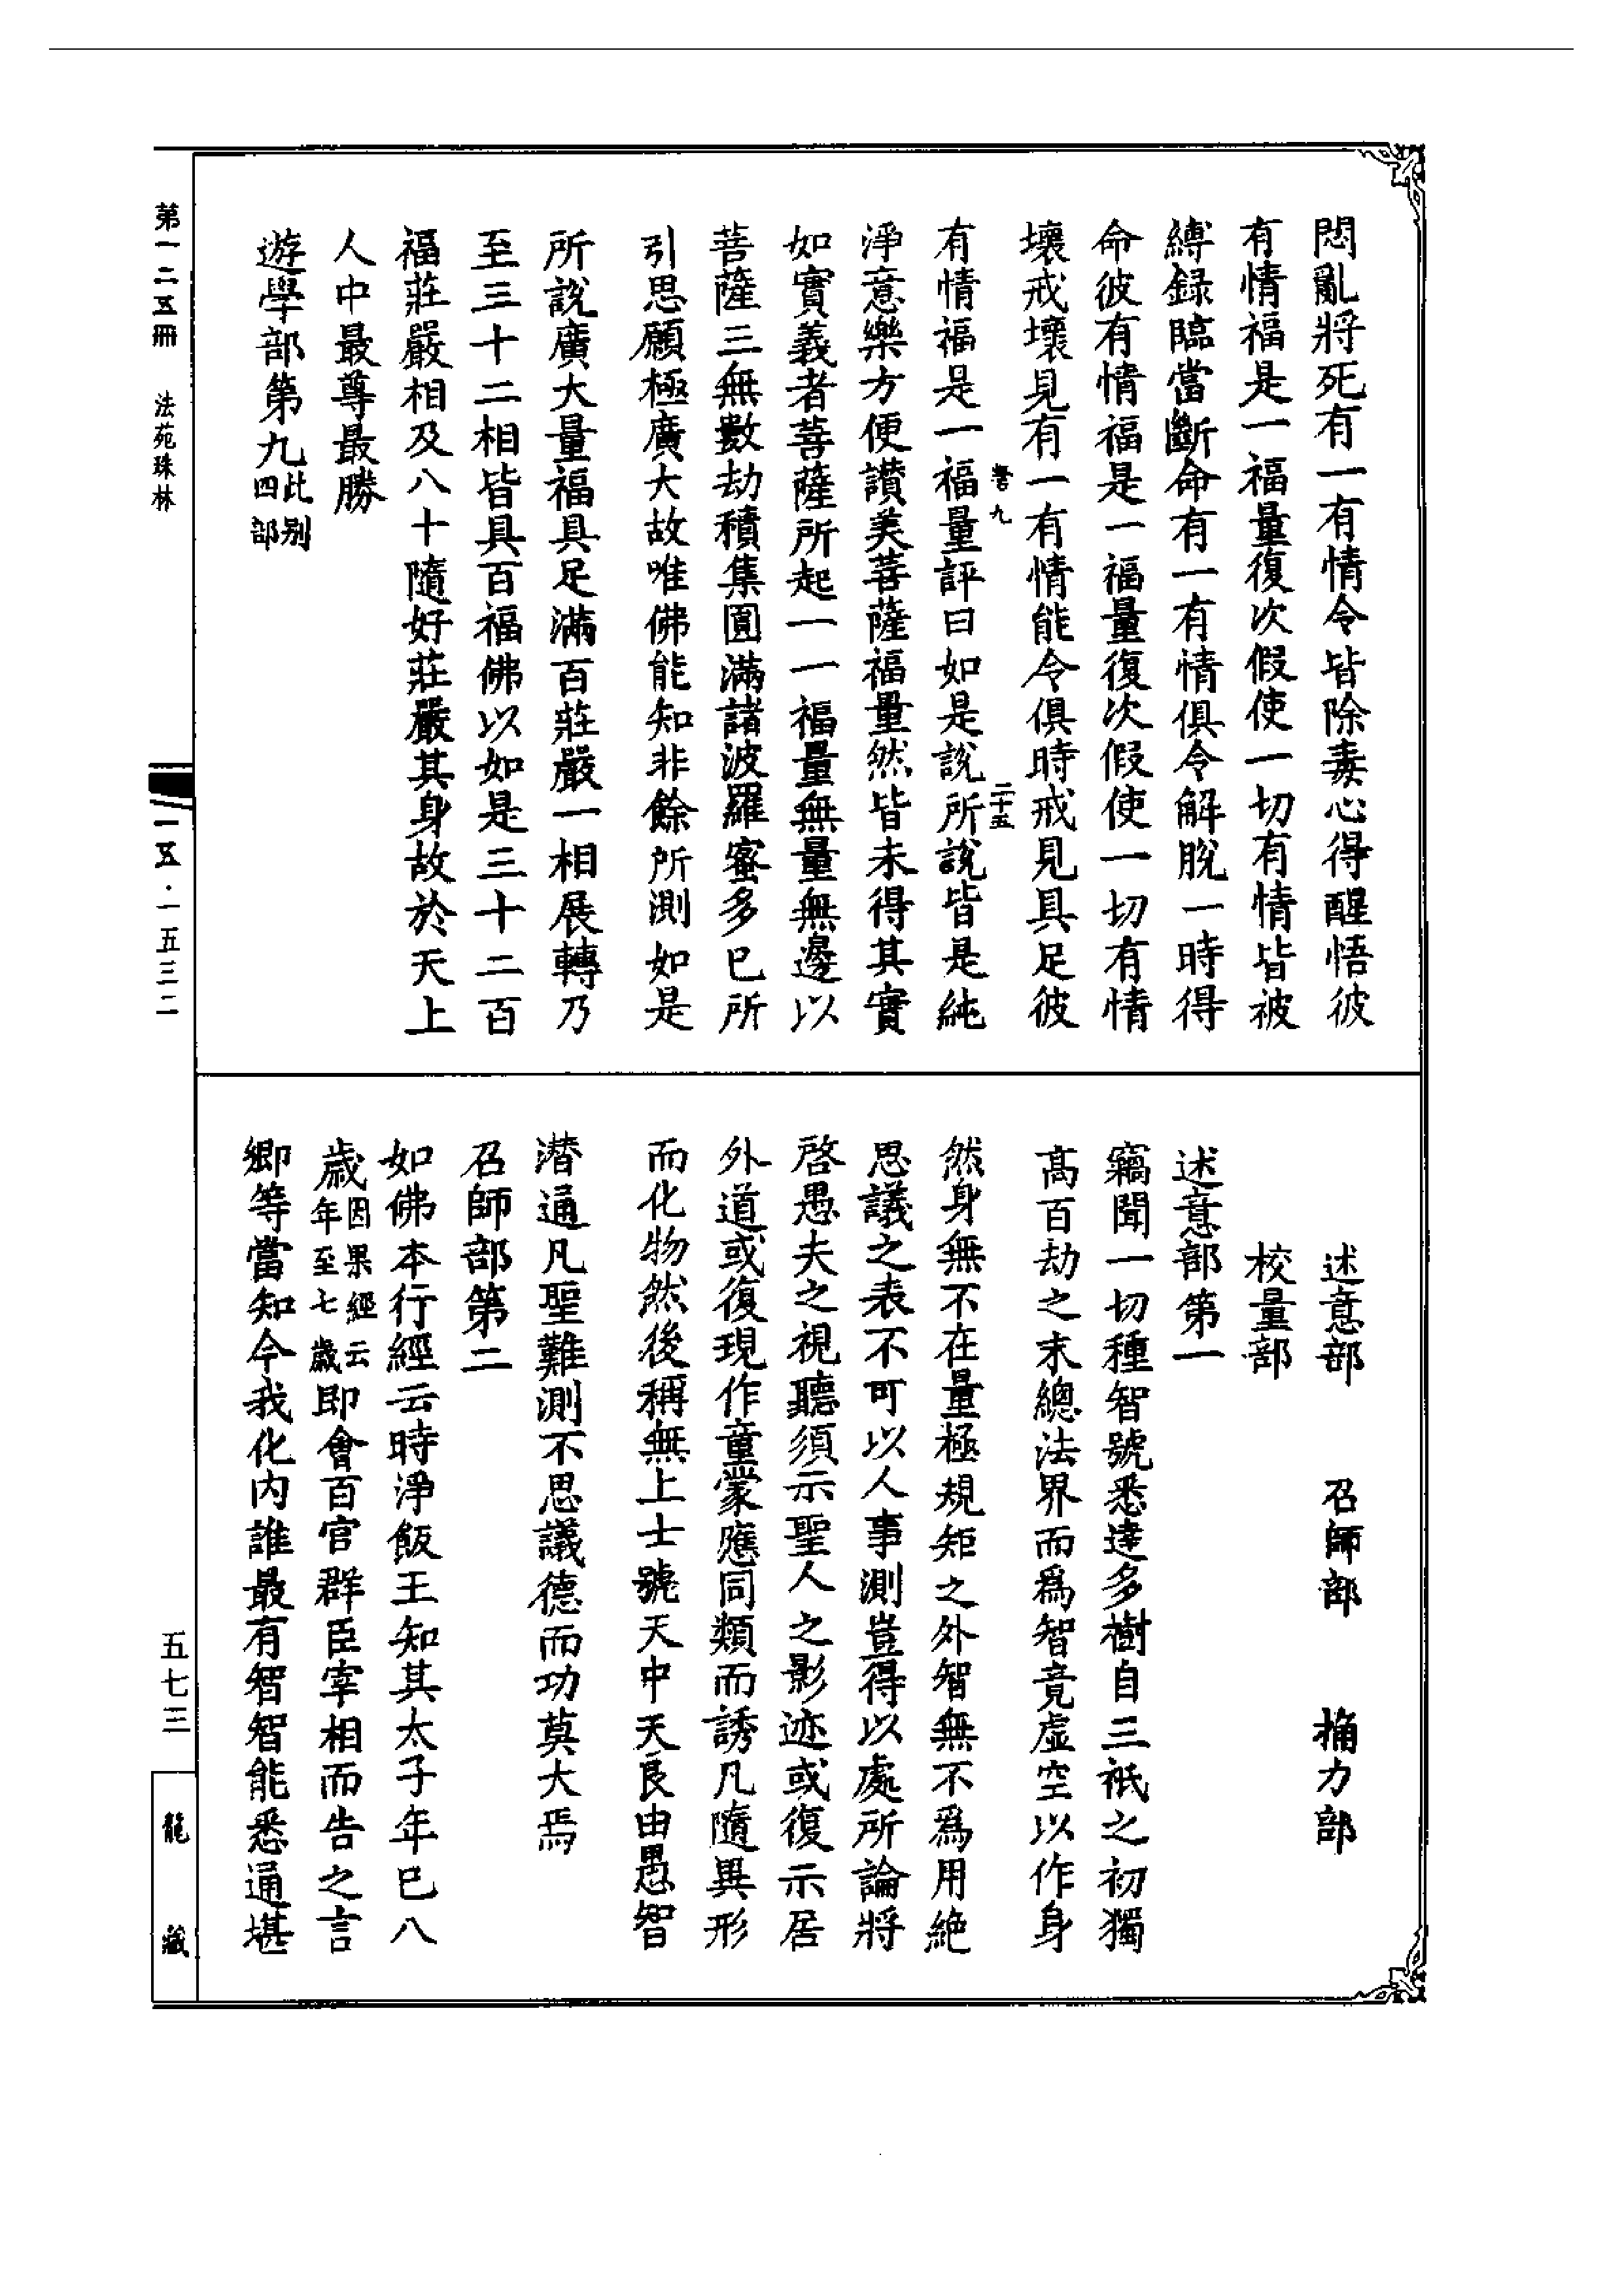 悶亂將死有一有情令皆除毒心得醒悟彼
有情福是一福量復次假使一切有情皆被
縛録臨當斷命有一有情俱令解脫一時得
命彼有情福是一福量復次假使一切有情
壞戒壞見有一有情能令俱時戒見具足彼
九
二十五
有情福是一福量評曰如是說所說皆是純
淨意樂方便讚美菩薩福量然皆未得其實
如實義者菩薩所起一一福量無量無邊以
菩薩三無數劫積集圓滿諸波羅蜜多已所
引思願極廣大故唯佛能知非餘所測如是
所說廣大量福具足滿百莊嚴一相展轉乃
至三十二相皆具百福佛以如是三十二百
福莊嚴相及八十隨好莊嚴其身故於天上
人中最尊最勝
遊學部第九此别四部
述意部 召師部 捔力部
校量部
述意部第一
竊聞一切種智號悉達多樹自三祇之初獨
高百劫之末總法界而爲智竟虛空以作身
然身無不在量極規矩之外智無不爲用絶
思議之表不可以人事測豈得以處所論將
啓愚夫之視聽須示聖人之影迹或復示居
外道或復現作童蒙應同類而誘凡隨異形
而化物然後稱無上士號天中天良由愚智
潛通凡聖難測不思議德而功莫大焉
召師部第二
如佛本行經云時淨飯王知其太子年已八
歲因果經云年至七歲即會百官群臣宰相而告之言
卿等當知今我化内誰最有智智能悉通堪
第一二五冊 法苑珠林
一五·一五三二
五七三
龍藏